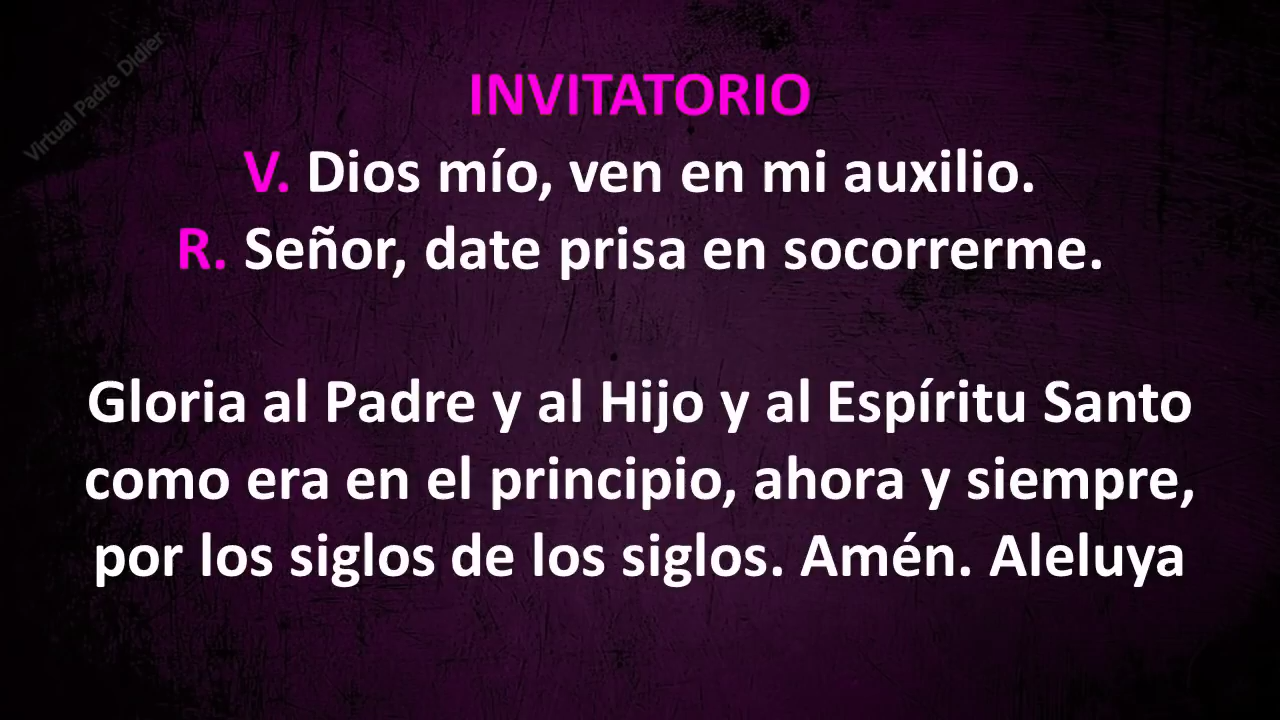 Virtual Padre Didier
INVITATORIO
V. Dios mío, ven en mi auxilio.
R. Señor, date prisa en socorrerme.
Gloria al Padre y al Hijo y al Espíritu Santo
como era en el principio, ahora y siempre,
por los siglos de los siglos. Amén. Aleluya